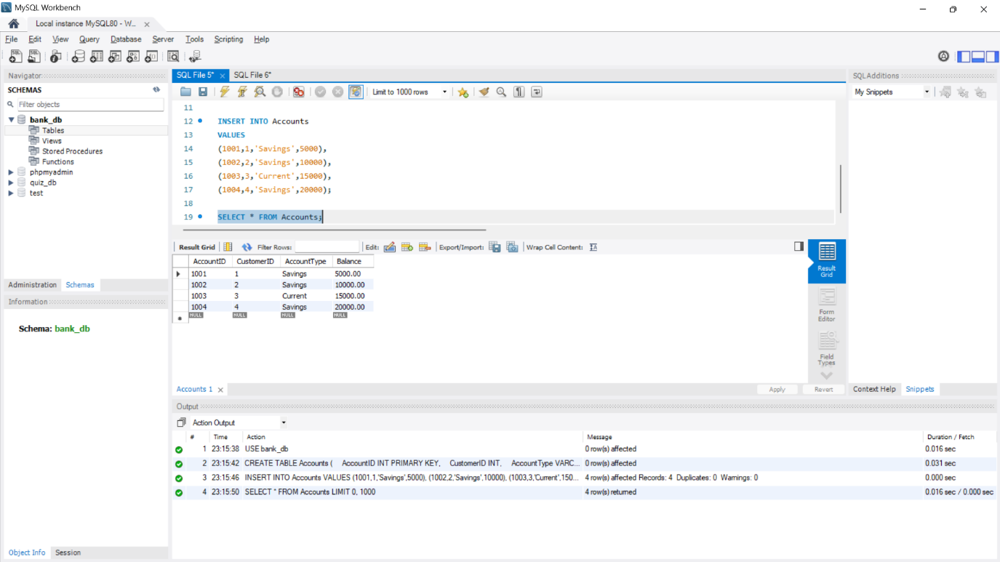 MySQL Workbench
Local instance MySQL80 - W...
File Edit View Query Database Server Tools Scripting Help
Navigator
SCHEMAS
Filter objects
bank_db
Tables
Views
Stored Procedures
Functions
phpmyadmin
quiz_db
test
Administration Schemas
Information
Schema: bank_db
Object Info Session
SQL File 5* SQL File 6*
Limit to 1000 rows
11
12 INSERT INTO Accounts
13 VALUES
14 (1001,1,'Savings',5000),
15 (1002,2,'Savings',10000),
16 (1003,3,'Current',15000),
17 (1004,4,'Savings',20000);
18
19 SELECT * FROM Accounts;
Result Grid Filter Rows: Edit: Export/Import: Wrap Cell Content:
AccountID CustomerID AccountType Balance
1001 1 Savings 5000.00
1002 2 Savings 10000.00
1003 3 Current 15000.00
1004 4 Savings 20000.00
NULL NULL NULL NULL
Result
Grid
Form
Editor
Field
Types
Accounts 1 Apply Revert
SQLAdditions
My Snippets
Context Help Snippets
Output
Action Output
# Time Action Message Duration / Fetch
1 23:15:38 USE bank_db 0 row(s) affected 0.016 sec
2 23:15:42 CREATE TABLE Accounts ( AccountID INT PRIMARY KEY, CustomerID INT, AccountType VARC... 0 row(s) affected 0.031 sec
3 23:15:46 INSERT INTO Accounts VALUES (1001,1,'Savings',5000), (1002,2,'Savings',10000), (1003,3,'Current',150... 4 row(s) affected Records: 4 Duplicates: 0 Warnings: 0 0.000 sec
4 23:15:50 SELECT * FROM Accounts LIMIT 0, 1000 4 row(s) returned 0.016 sec / 0.000 sec